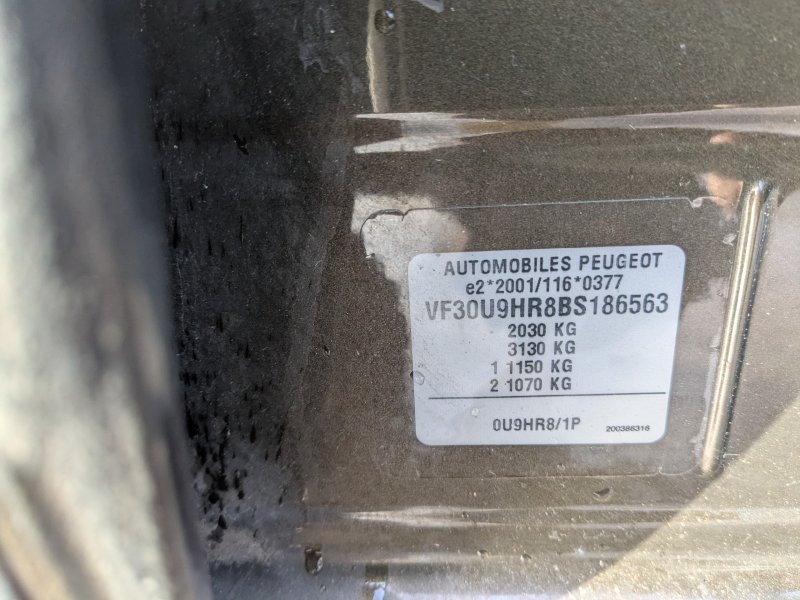 AUTOMOBILES PEUGEOT
e2*2001/116*0377
VF30U9HR8BS186563
2030 KG
3130 KG
1 1150 KG
2 1070 KG
0U9HR8/1P 200386316